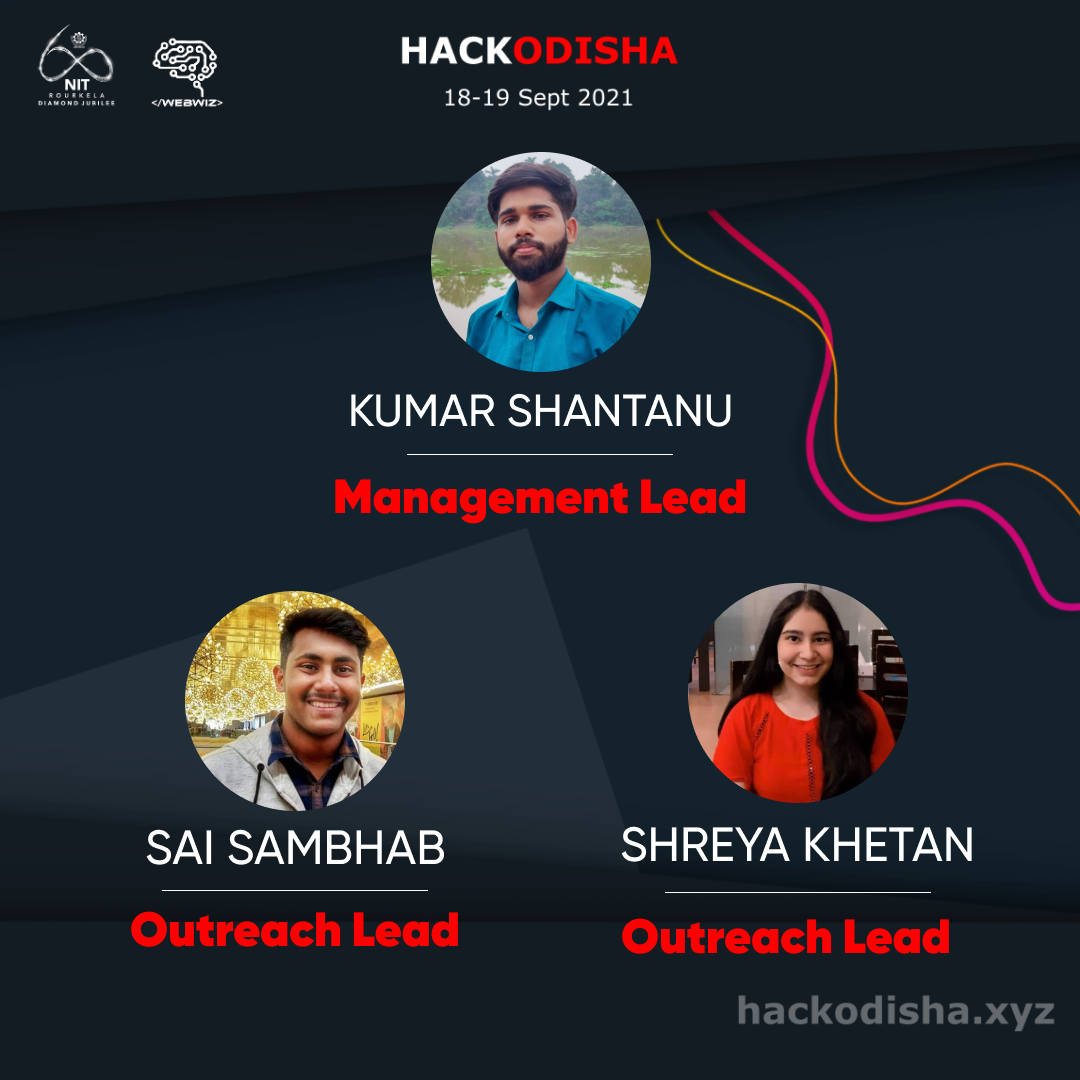 NIT
ROURKELA
DIAMOND JUBILEE
</WEBWIZ>
HACKODISHA
18-19 Sept 2021
KUMAR SHANTANU
Management Lead
SAI SAMBHAB
Outreach Lead
SHREYA KHETAN
Outreach Lead
hackodisha.xyz